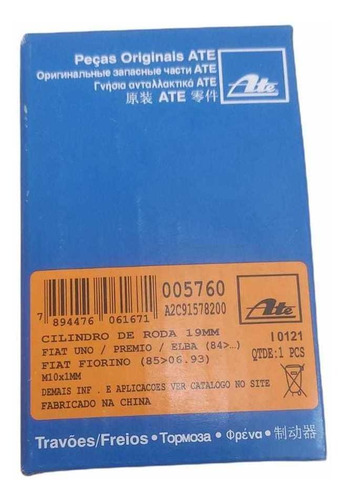 Peças Originais ATE
Оригинальные запасные части ATE
Γνήσια ανταλλακτικά ATE
原装 ATE 零件
Ate
7 894476 061671
005760
A2C91578200
Ate
CILINDRO DE RODA 19MM
I0121
FIAT UNO / PREMIO / ELBA (84>…)
QTDE:1 PCS
FIAT FIORINO (85>06.93)
M10x1MM
DEMAIS INF . E APLICACOES VER CATALOGO NO SITE
FABRICADO NA CHINA
Travões/Freios • Тормоза • Φρένα • 制动器